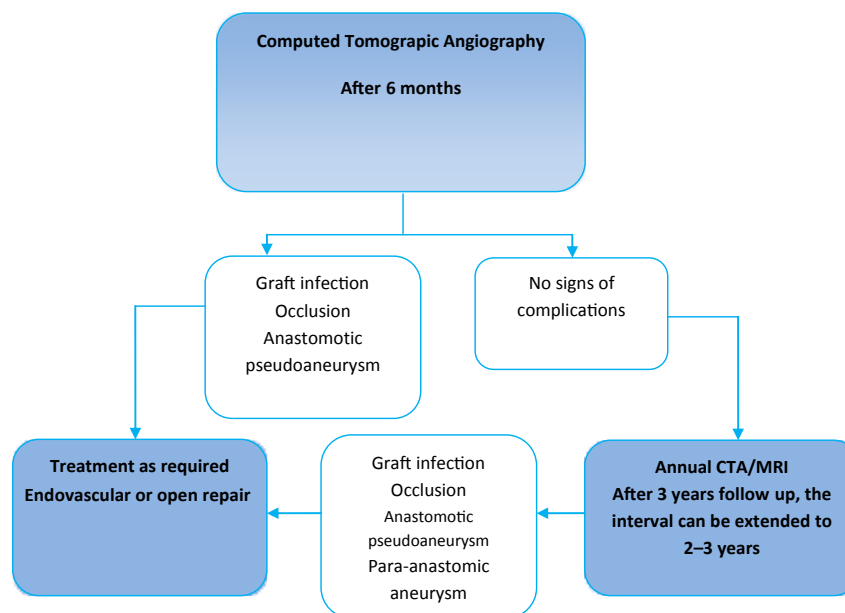 Computed Tomograpic Angiography
After 6 months
Graft infection
Occlusion
Anastomotic
pseudoaneurysm
No signs of
complications
Treatment as required
Endovascular or open repair
Graft infection
Occlusion
Anastomotic
pseudoaneurysm
Para-anastomic
aneurysm
Annual CTA/MRI
After 3 years follow up, the
interval can be extended to
2–3 years